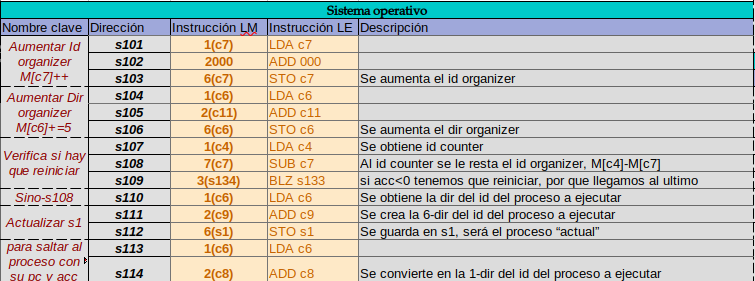 Sistema operativo
Nombre clave Dirección Instrucción LM Instrucción LE Descripción
Aumentar Id organizer M[c7]++
s101 1(c7) LDA c7
s102 2000 ADD 000
s103 6(c7) STO c7 Se aumenta el id organizer
Aumentar Dir organizer M[c6]+=5
s104 1(c6) LDA c6
s105 2(c11) ADD c11
s106 6(c6) STO c6 Se aumenta el dir organizer
Verifica si hay que reiniciar
s107 1(c4) LDA c4 Se obtiene id counter
s108 7(c7) SUB c7 Al id counter se le resta el id organizer, M[c4]-M[c7]
s109 3(s134) BLZ s133 si acc<0 tenemos que reiniciar, por que llegamos al ultimo
Sino-s108 s110 1(c6) LDA c6 Se obtiene la dir del id del proceso a ejecutar
Actualizar s1
s111 2(c9) ADD c9 Se crea la 6-dir del id del proceso a ejecutar
s112 6(s1) STO s1 Se guarda en s1, será el proceso “actual”
para saltar al proceso con su pc y acc
s113 1(c6) LDA c6
s114 2(c8) ADD c8 Se convierte en la 1-dir del id del proceso a ejecutar